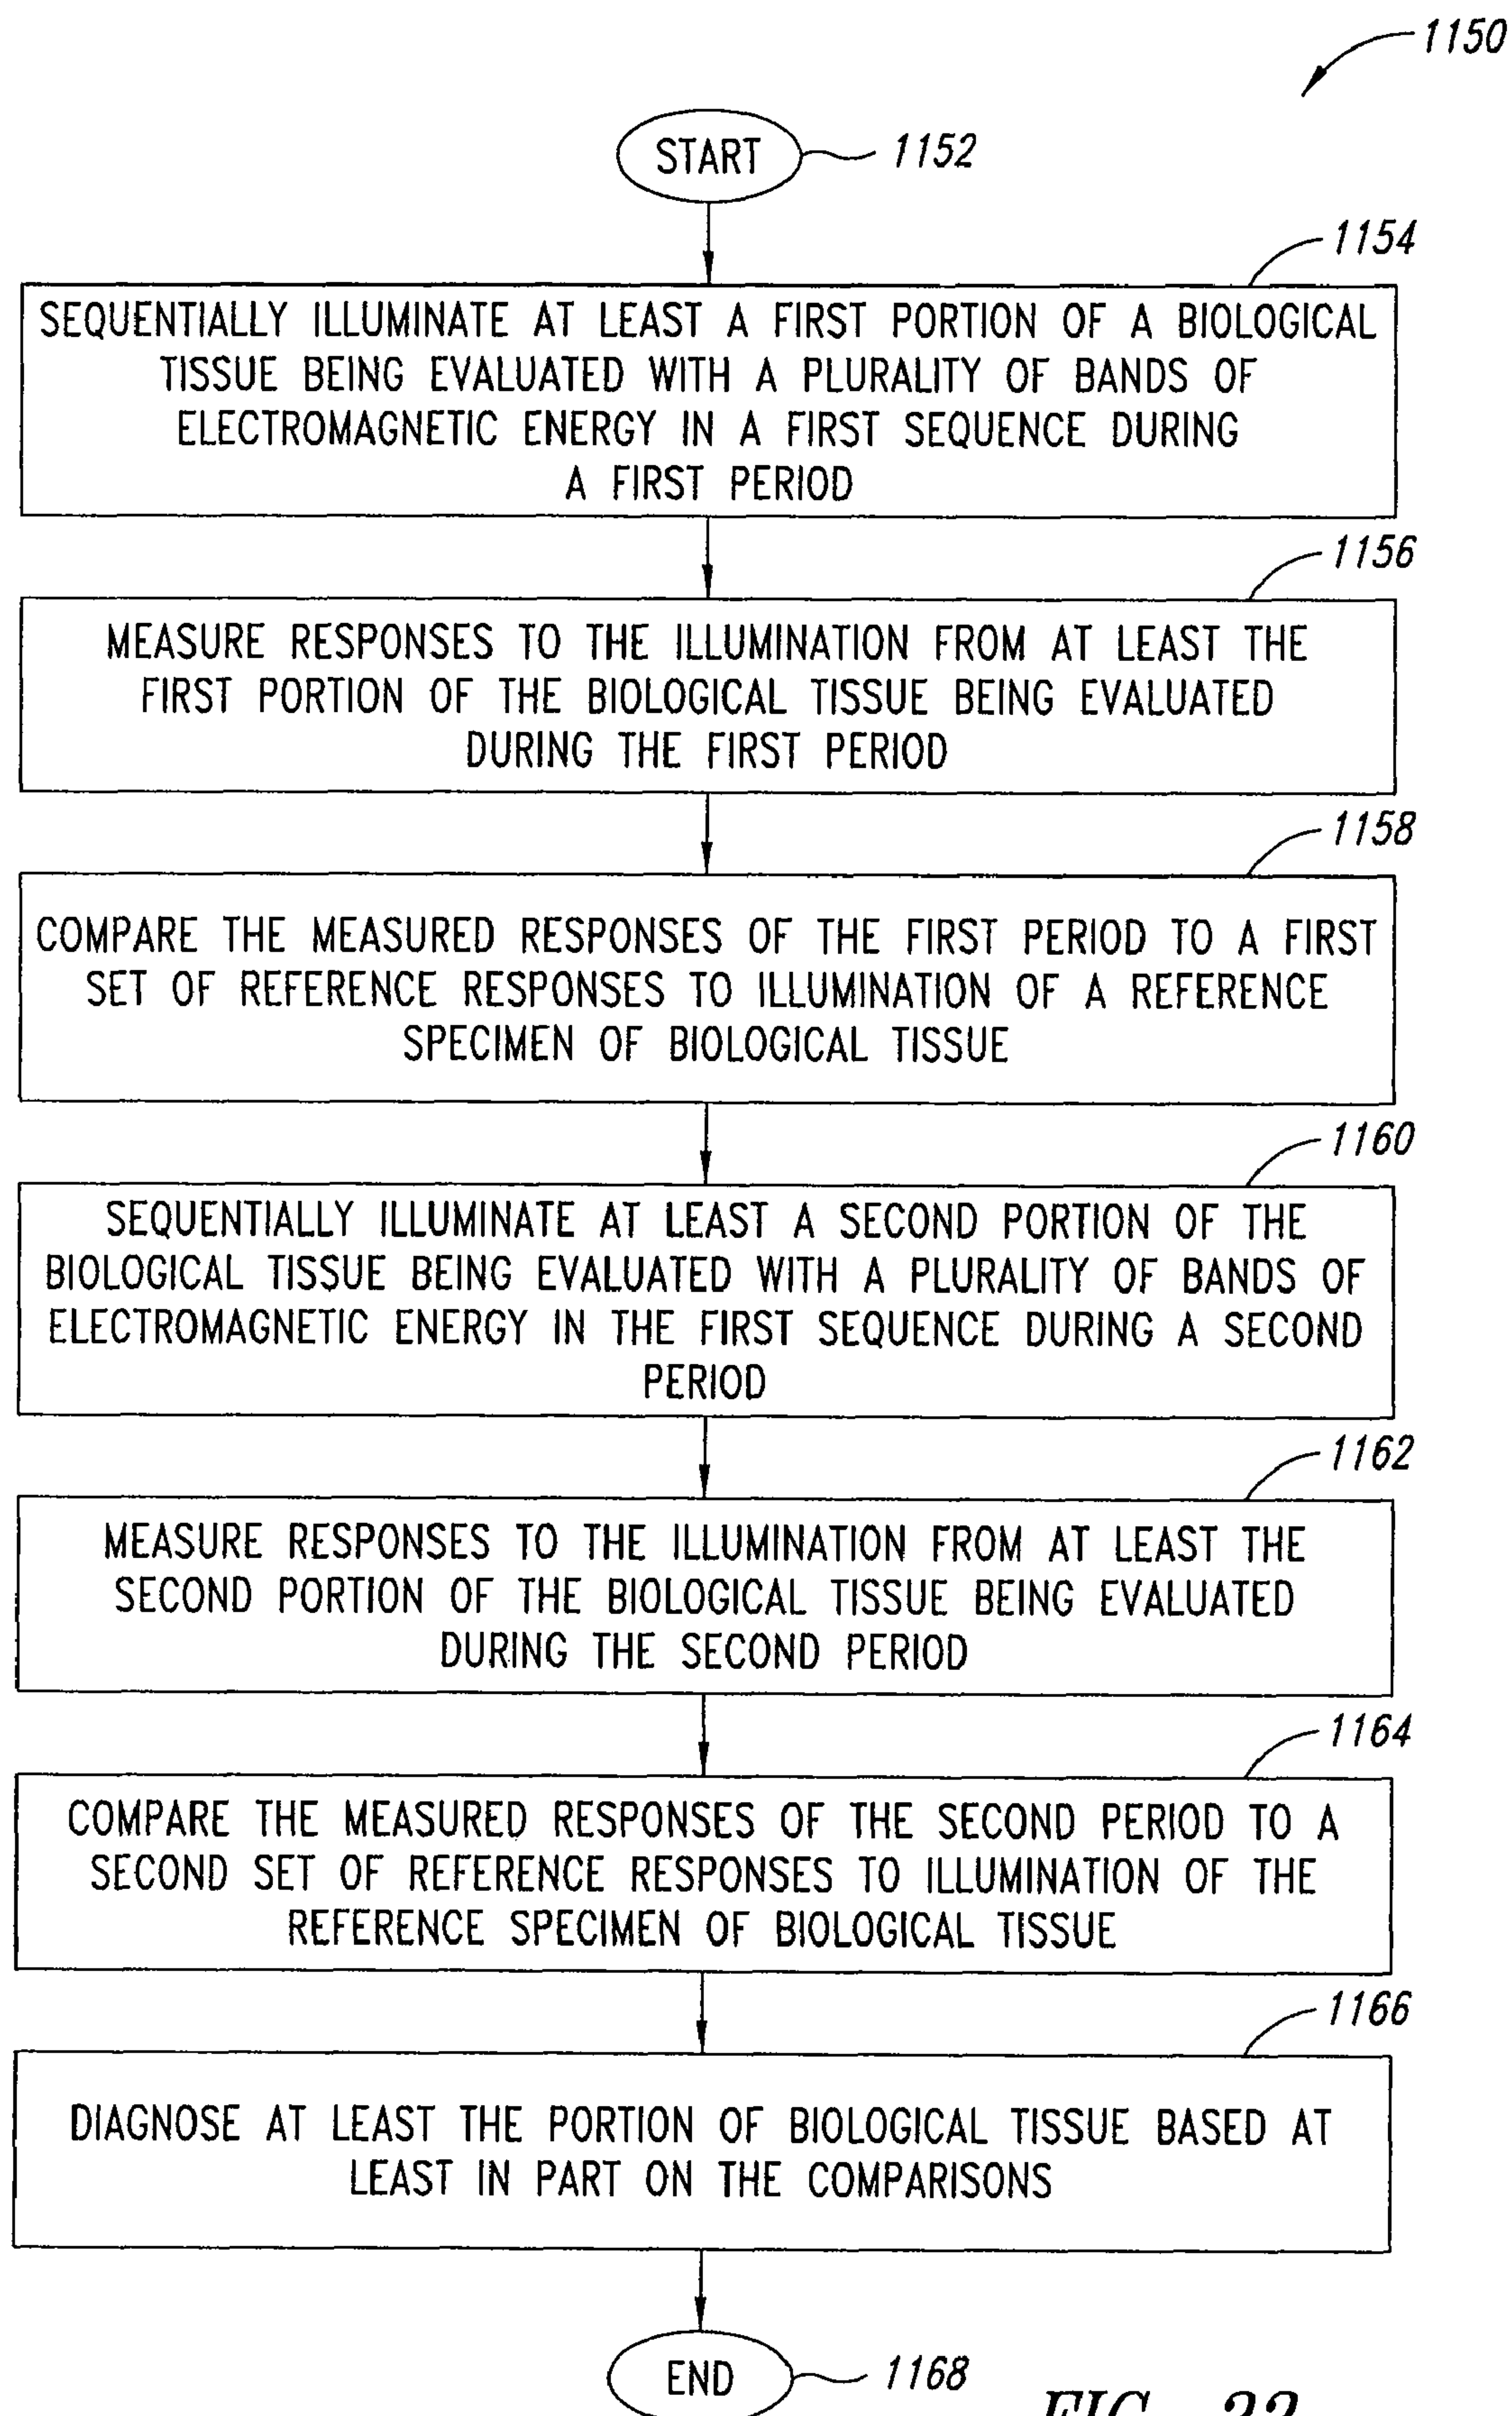 1150
START
1152
1154
SEQUENTIALLY ILLUMINATE AT LEAST A FIRST PORTION OF A BIOLOGICAL
TISSUE BEING EVALUATED WITH A PLURALITY OF BANDS OF
ELECTROMAGNETIC ENERGY IN A FIRST SEQUENCE DURING
A FIRST PERIOD
1156
MEASURE RESPONSES TO THE ILLUMINATION FROM AT LEAST THE
FIRST PORTION OF THE BIOLOGICAL TISSUE BEING EVALUATED
DURING THE FIRST PERIOD
1158
COMPARE THE MEASURED RESPONSES OF THE FIRST PERIOD TO A FIRST
SET OF REFERENCE RESPONSES TO ILLUMINATION OF A REFERENCE
SPECIMEN OF BIOLOGICAL TISSUE
1160
SEQUENTIALLY ILLUMINATE AT LEAST A SECOND PORTION OF THE
BIOLOGICAL TISSUE BEING EVALUATED WITH A PLURALITY OF BANDS OF
ELECTROMAGNETIC ENERGY IN THE FIRST SEQUENCE DURING A SECOND
PERIOD
1162
MEASURE RESPONSES TO THE ILLUMINATION FROM AT LEAST THE
SECOND PORTION OF THE BIOLOGICAL TISSUE BEING EVALUATED
DURING THE SECOND PERIOD
1164
COMPARE THE MEASURED RESPONSES OF THE SECOND PERIOD TO A
SECOND SET OF REFERENCE RESPONSES TO ILLUMINATION OF THE
REFERENCE SPECIMEN OF BIOLOGICAL TISSUE
1166
DIAGNOSE AT LEAST THE PORTION OF BIOLOGICAL TISSUE BASED AT
LEAST IN PART ON THE COMPARISONS
END
1168
FIG.